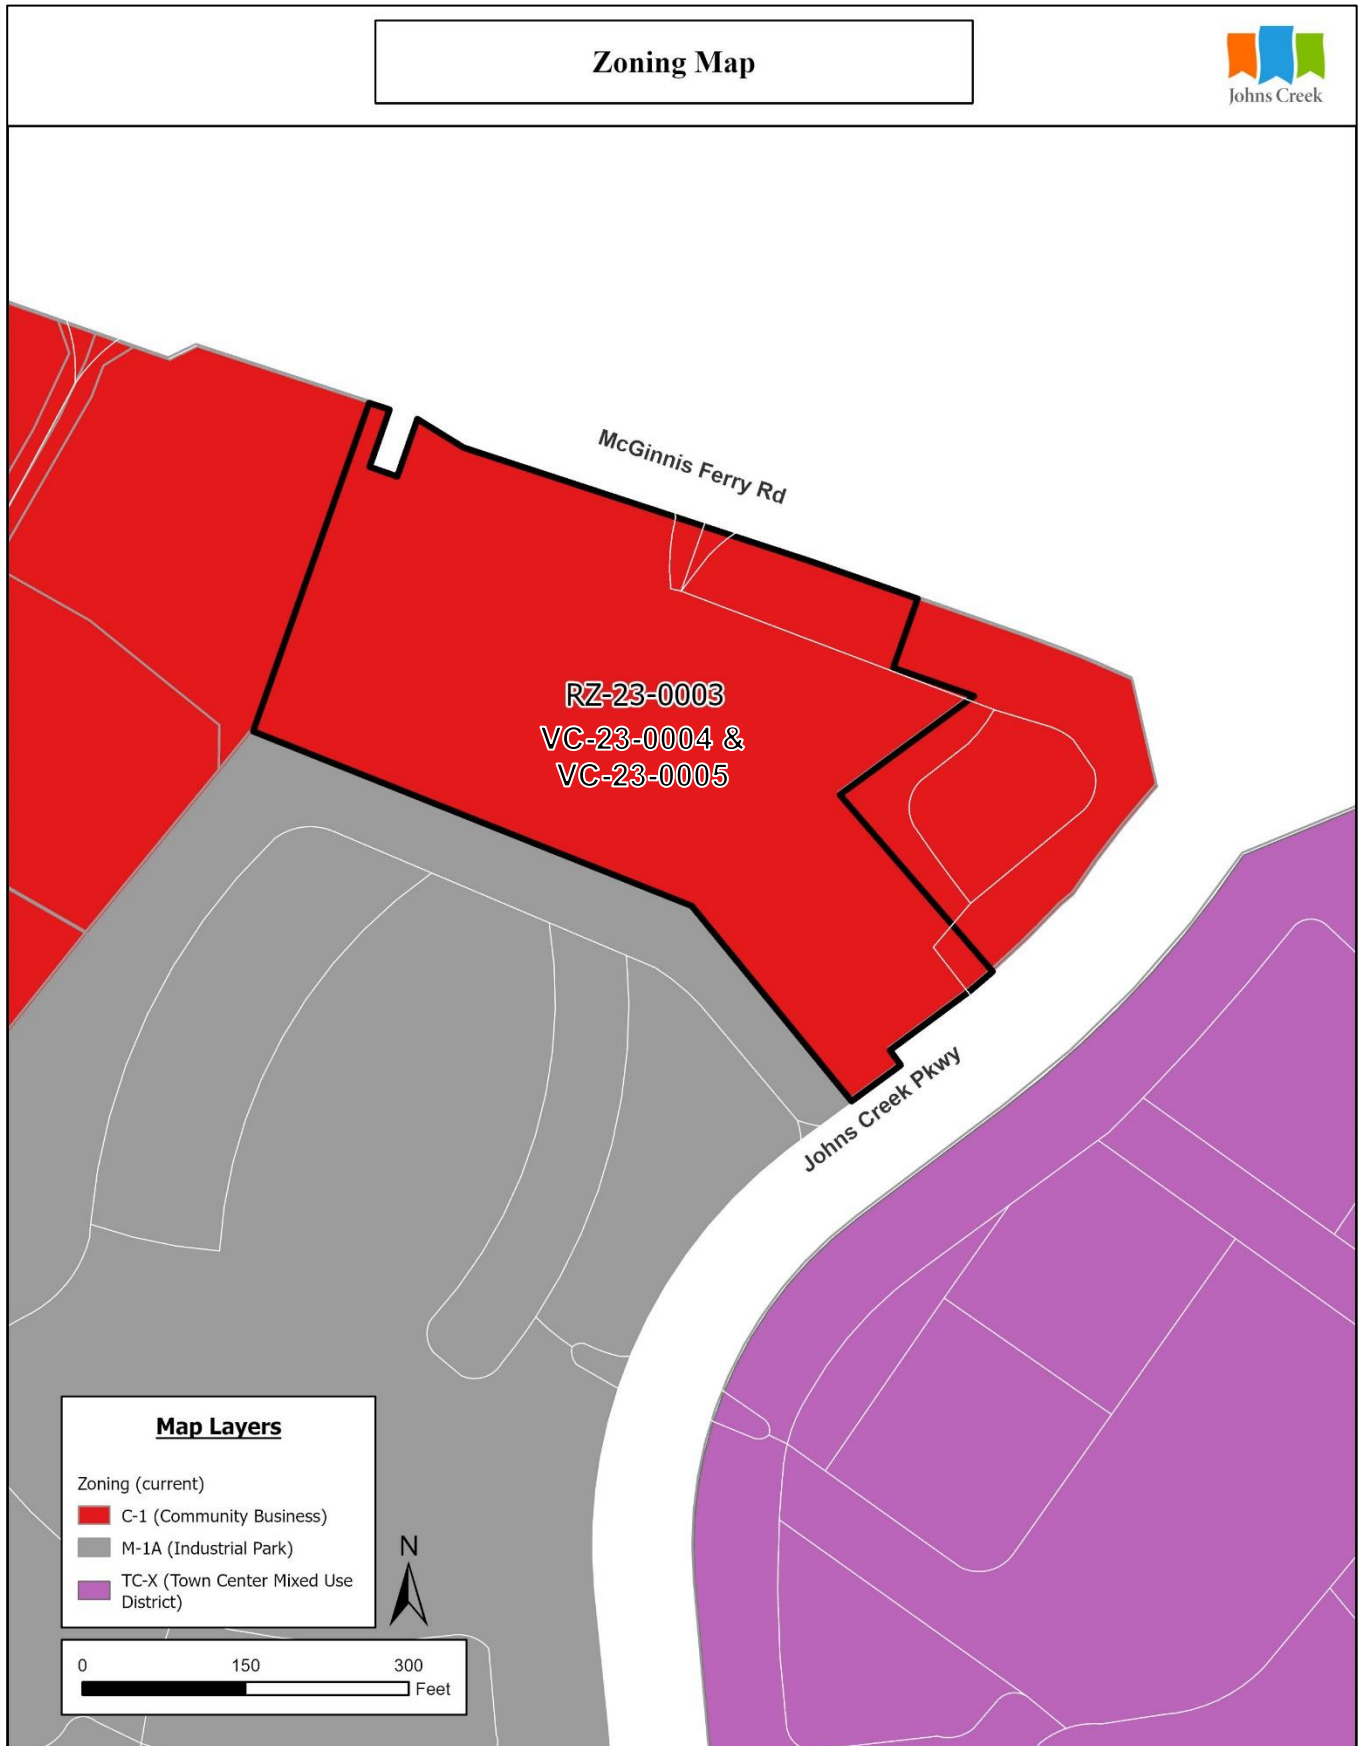 Zoning Map
Johns Creek
McGinnis Ferry Rd
RZ-23-0003
VC-23-0004 &
VC-23-0005
Johns Creek Pkwy
Map Layers
Zoning (current)
C-1 (Community Business)
M-1A (Industrial Park)
TC-X (Town Center Mixed Use
District)
N
0 150 300
Feet